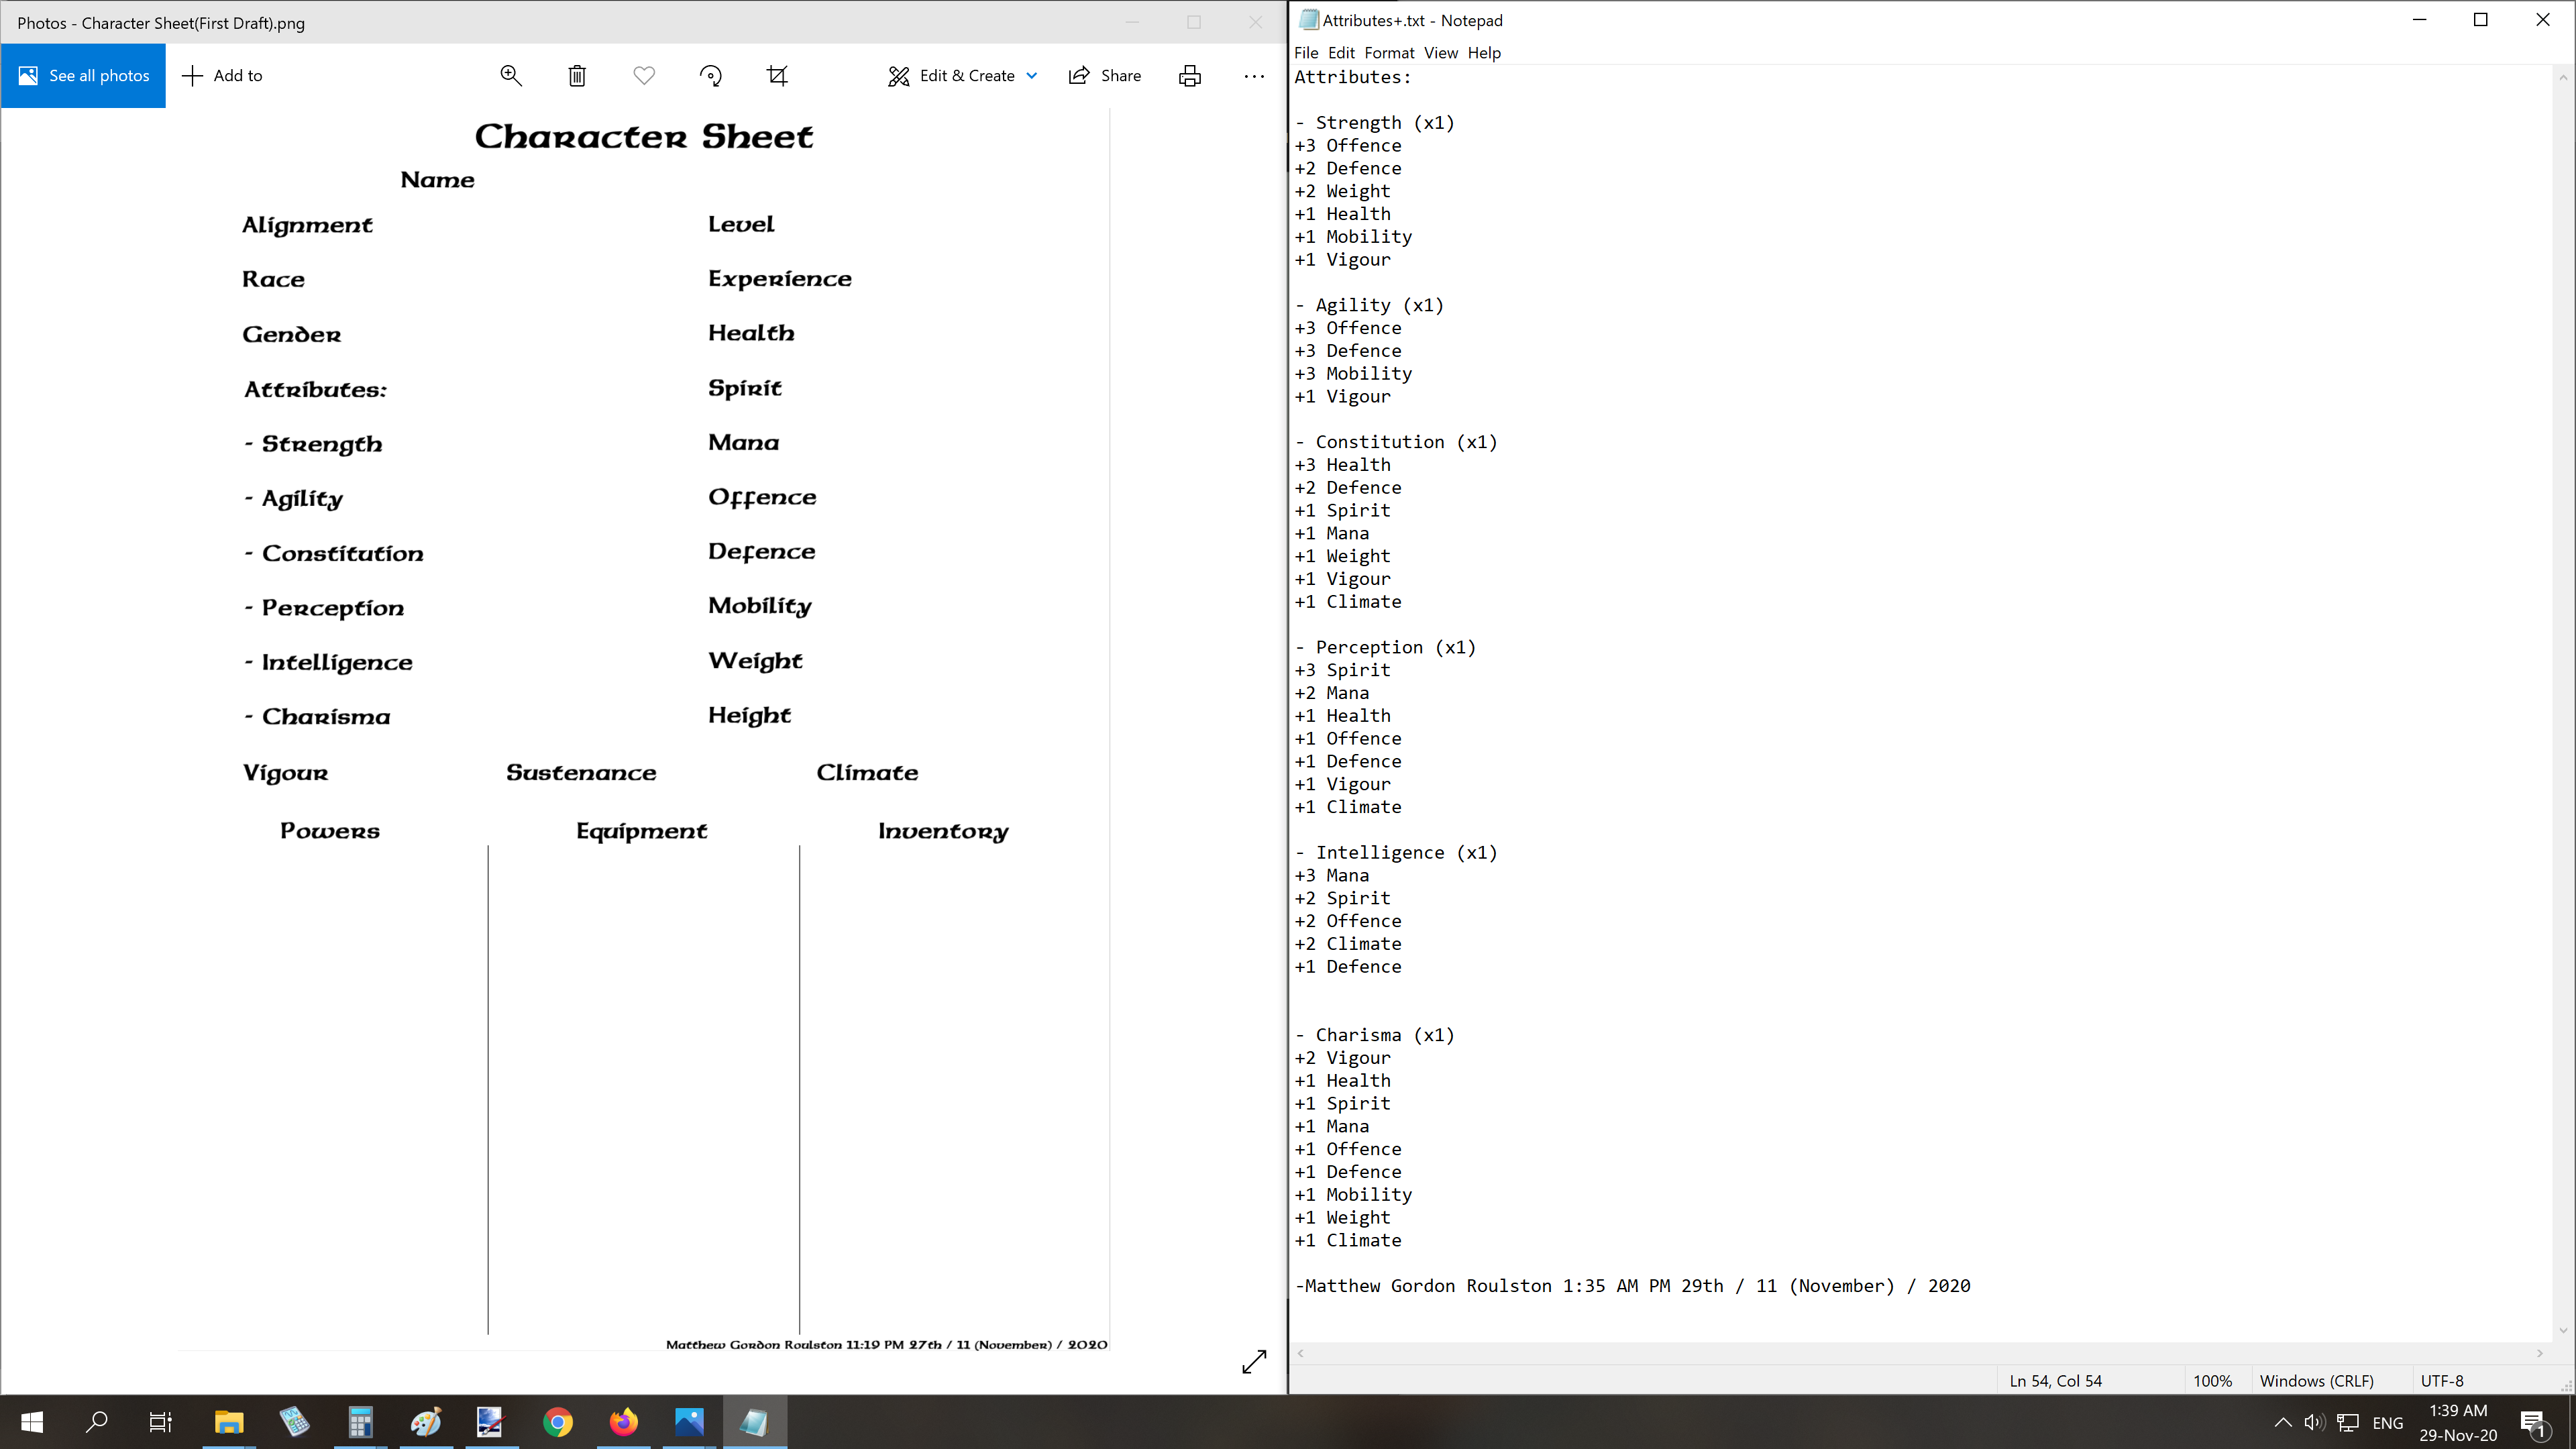 Photos - Character Sheet(First Draft).png
See all photos
Add to
Edit & Create
Share
Character Sheet
Name
Alignment
Level
Race
Experience
Gender
Health
Attributes:
Spirit
- Strength
Mana
- Agility
Offence
- Constitution
Defence
- Perception
Mobility
- Intelligence
Weight
- Charisma
Height
Vigour
Sustenance
Climate
Powers
Equipment
Inventory
Matthew Gordon Roulston 11:19 PM 27th / 11 (November) / 2020
Attributes+.txt - Notepad
File Edit Format View Help
Attributes:
- Strength (x1)
+3 Offence
+2 Defence
+2 Weight
+1 Health
+1 Mobility
+1 Vigour
- Agility (x1)
+3 Offence
+3 Defence
+3 Mobility
+1 Vigour
- Constitution (x1)
+3 Health
+2 Defence
+1 Spirit
+1 Mana
+1 Weight
+1 Vigour
+1 Climate
- Perception (x1)
+3 Spirit
+2 Mana
+1 Health
+1 Offence
+1 Defence
+1 Vigour
+1 Climate
- Intelligence (x1)
+3 Mana
+2 Spirit
+2 Offence
+2 Climate
+1 Defence
- Charisma (x1)
+2 Vigour
+1 Health
+1 Spirit
+1 Mana
+1 Offence
+1 Defence
+1 Mobility
+1 Weight
+1 Climate
-Matthew Gordon Roulston 1:35 AM PM 29th / 11 (November) / 2020
Ln 54, Col 54
100%
Windows (CRLF)
UTF-8
ENG
1:39 AM
29-Nov-20
1